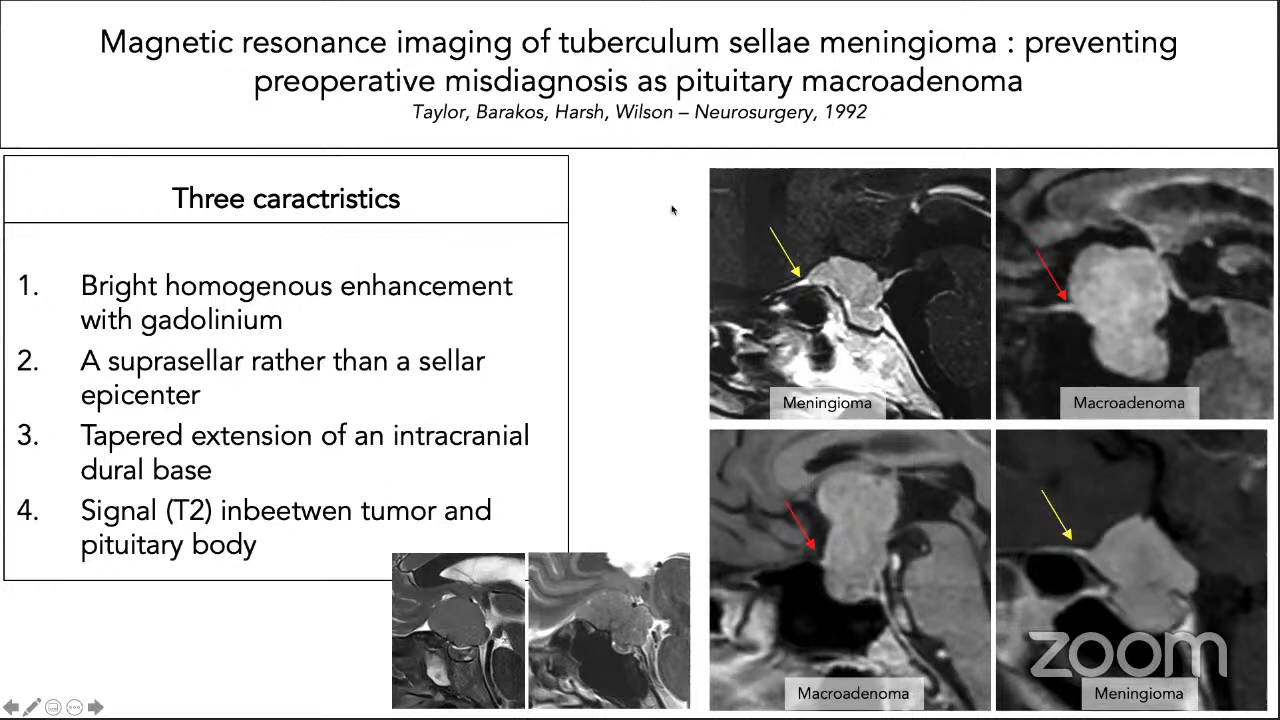 Magnetic resonance imaging of tuberculum sellae meningioma : preventing
preoperative misdiagnosis as pituitary macroadenoma
Taylor, Barakos, Harsh, Wilson – Neurosurgery, 1992
Three caractristics
1. Bright homogenous enhancement
with gadolinium
2. A suprasellar rather than a sellar
epicenter
3. Tapered extension of an intracranial
dural base
4. Signal (T2) inbeetwen tumor and
pituitary body
Meningioma
Macroadenoma
Macroadenoma
Meningioma
zoom